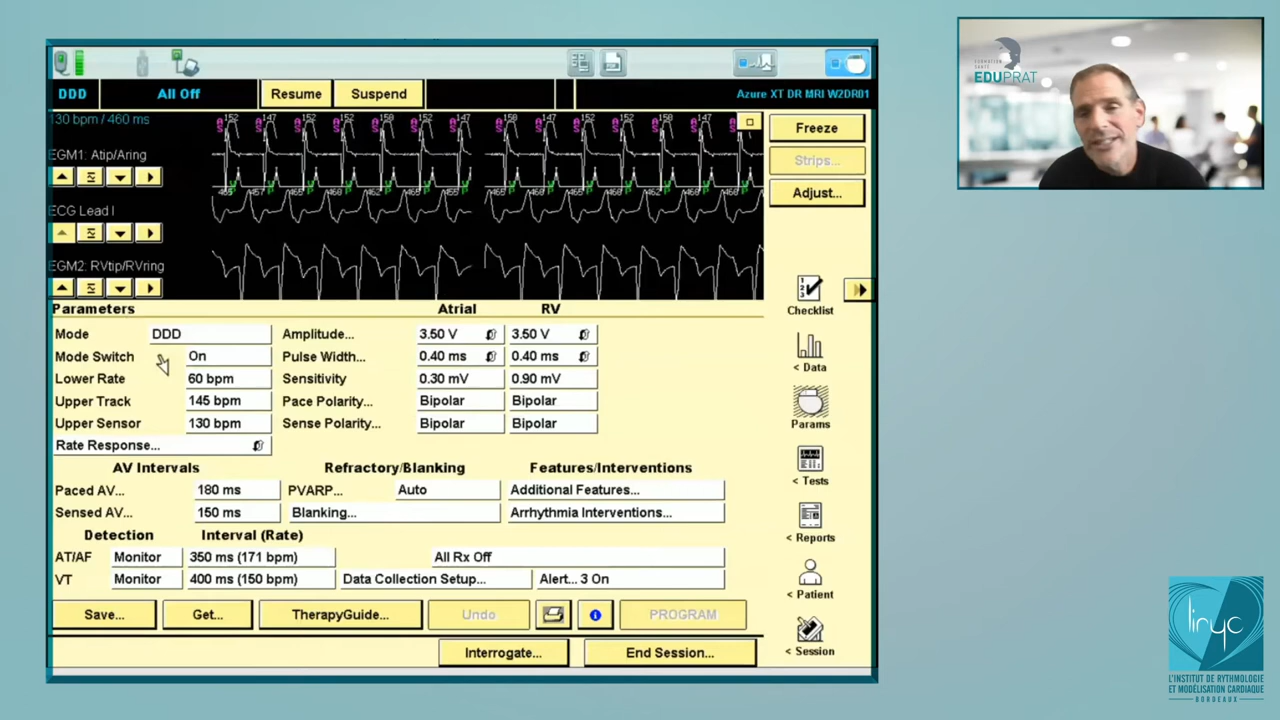 DDD All Off Resume Suspend Azure XT DR MRI W2DR01
130 bpm / 460 ms
EGM1: Atip/Aring
ECG Lead I
EGM2: RVtip/RVring
Freeze
Strips...
Adjust...
Checklist
< Data
Params
< Tests
< Reports
< Patient
< Session
Parameters Atrial RV
Mode DDD Amplitude... 3.50 V 3.50 V
Mode Switch On Pulse Width... 0.40 ms 0.40 ms
Lower Rate 60 bpm Sensitivity 0.30 mV 0.90 mV
Upper Track 145 bpm Pace Polarity... Bipolar Bipolar
Upper Sensor 130 bpm Sense Polarity... Bipolar Bipolar
Rate Response...
AV Intervals Refractory/Blanking Features/Interventions
Paced AV... 180 ms PVARP... Auto Additional Features...
Sensed AV... 150 ms Blanking... Arrhythmia Interventions...
Detection Interval (Rate)
AT/AF Monitor 350 ms (171 bpm) All Rx Off
VT Monitor 400 ms (150 bpm) Data Collection Setup... Alert... 3 On
Save... Get... TherapyGuide... Undo PROGRAM
Interrogate... End Session...
FORMATION
SANTÉ
EDUPRAT
liryc
L'INSTITUT DE RYTHMOLOGIE
ET MODÉLISATION CARDIAQUE
BORDEAUX